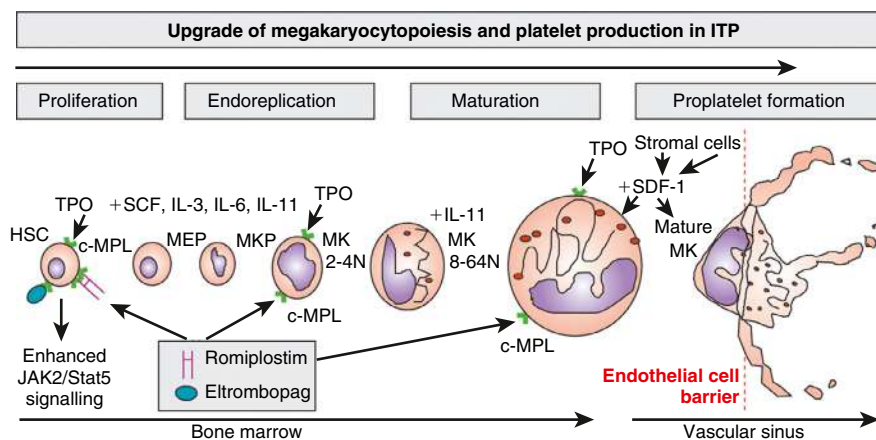 Upgrade of megakaryocytopoiesis and platelet production in ITP
Proliferation
Endoreplication
Maturation
Proplatelet formation
TPO
+SCF, IL-3, IL-6, IL-11
TPO
+IL-11
TPO
Stromal cells
+SDF-1
HSC
c-MPL
MEP
MKP
MK
2-4N
MK
8-64N
Mature
MK
c-MPL
c-MPL
Enhanced
JAK2/Stat5
signalling
Romiplostim
Eltrombopag
Endothelial cell
barrier
Bone marrow
Vascular sinus